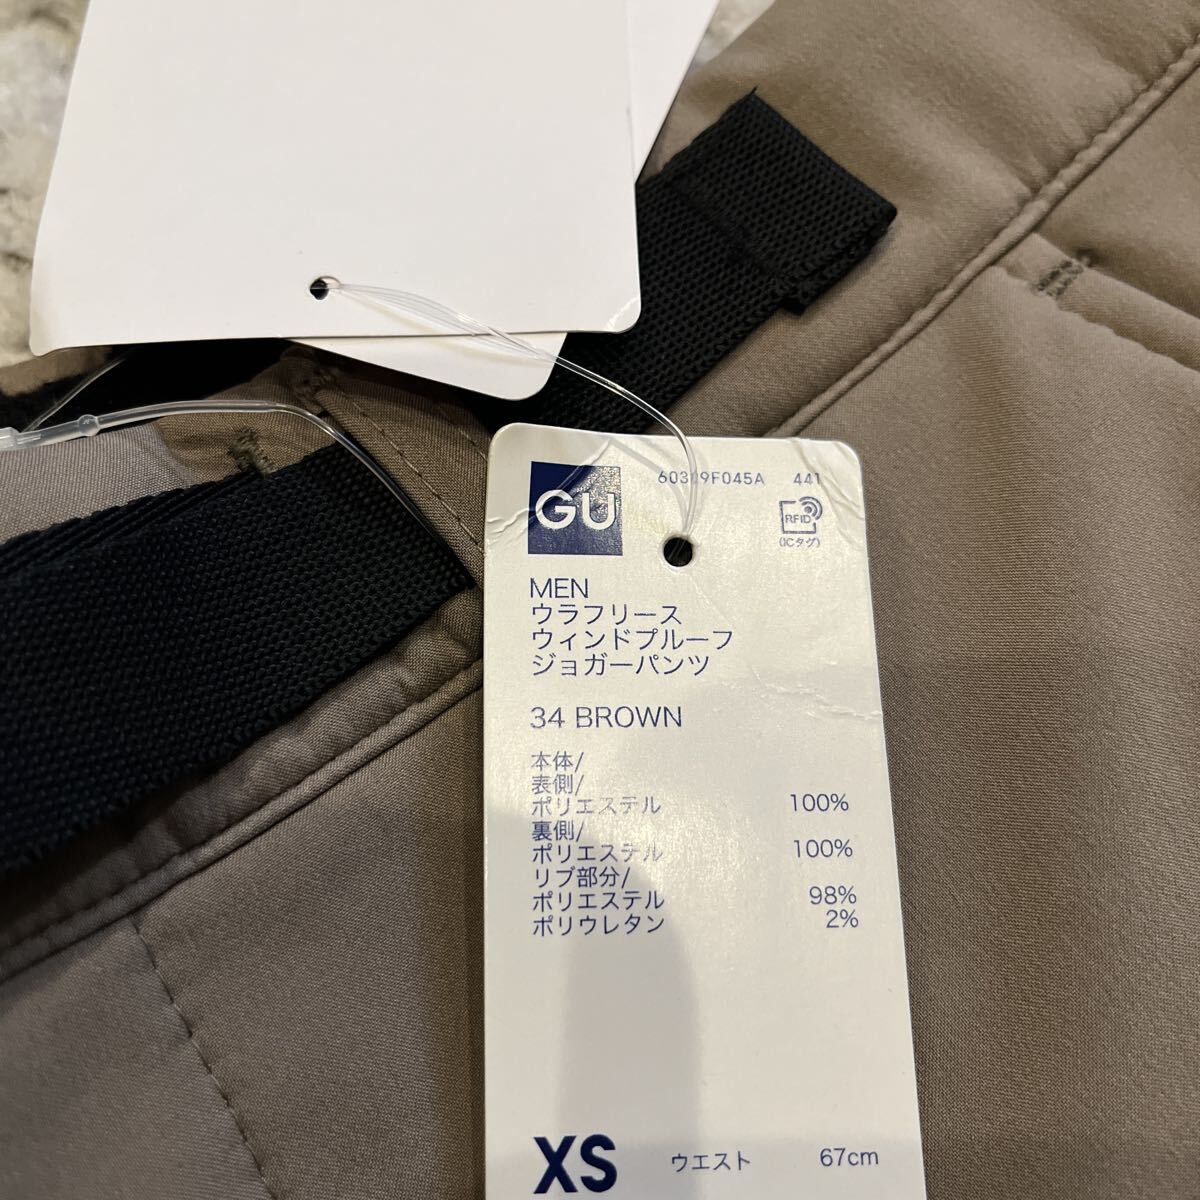 GU
60309F045A 441
RFID
(ICタグ)
MEN
ウラフリース
ウィンドプルーフ
ジョガーパンツ
34 BROWN
本体/
表側/
ポリエステル 100%
裏側/
ポリエステル 100%
リブ部分/
ポリエステル 98%
ポリウレタン 2%
XS ウエスト 67cm